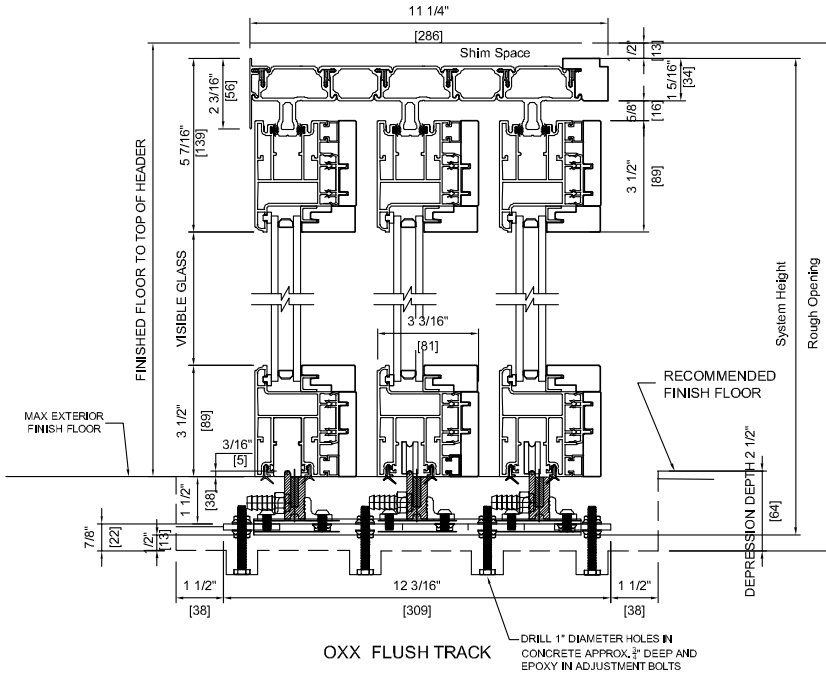 11 1/4"
[286]
Shim Space
1/2"
[13]
2 3/16"
[56]
1 5/16"
[34]
5/8"
[16]
5 7/16"
[139]
3 1/2"
[89]
FINISHED FLOOR TO TOP OF HEADER
VISIBLE GLASS
System Height
Rough Opening
3 3/16"
[81]
RECOMMENDED
FINISH FLOOR
MAX EXTERIOR
FINISH FLOOR
3 1/2"
[89]
3/16"
[5]
1 1/2"
[38]
DEPRESSION DEPTH 2 1/2"
[64]
7/8"
[22]
1/2"
[13]
1 1/2"
[38]
12 3/16"
[309]
1 1/2"
[38]
OXX FLUSH TRACK
DRILL 1" DIAMETER HOLES IN
CONCRETE APPROX. 3/4" DEEP AND
EPOXY IN ADJUSTMENT BOLTS